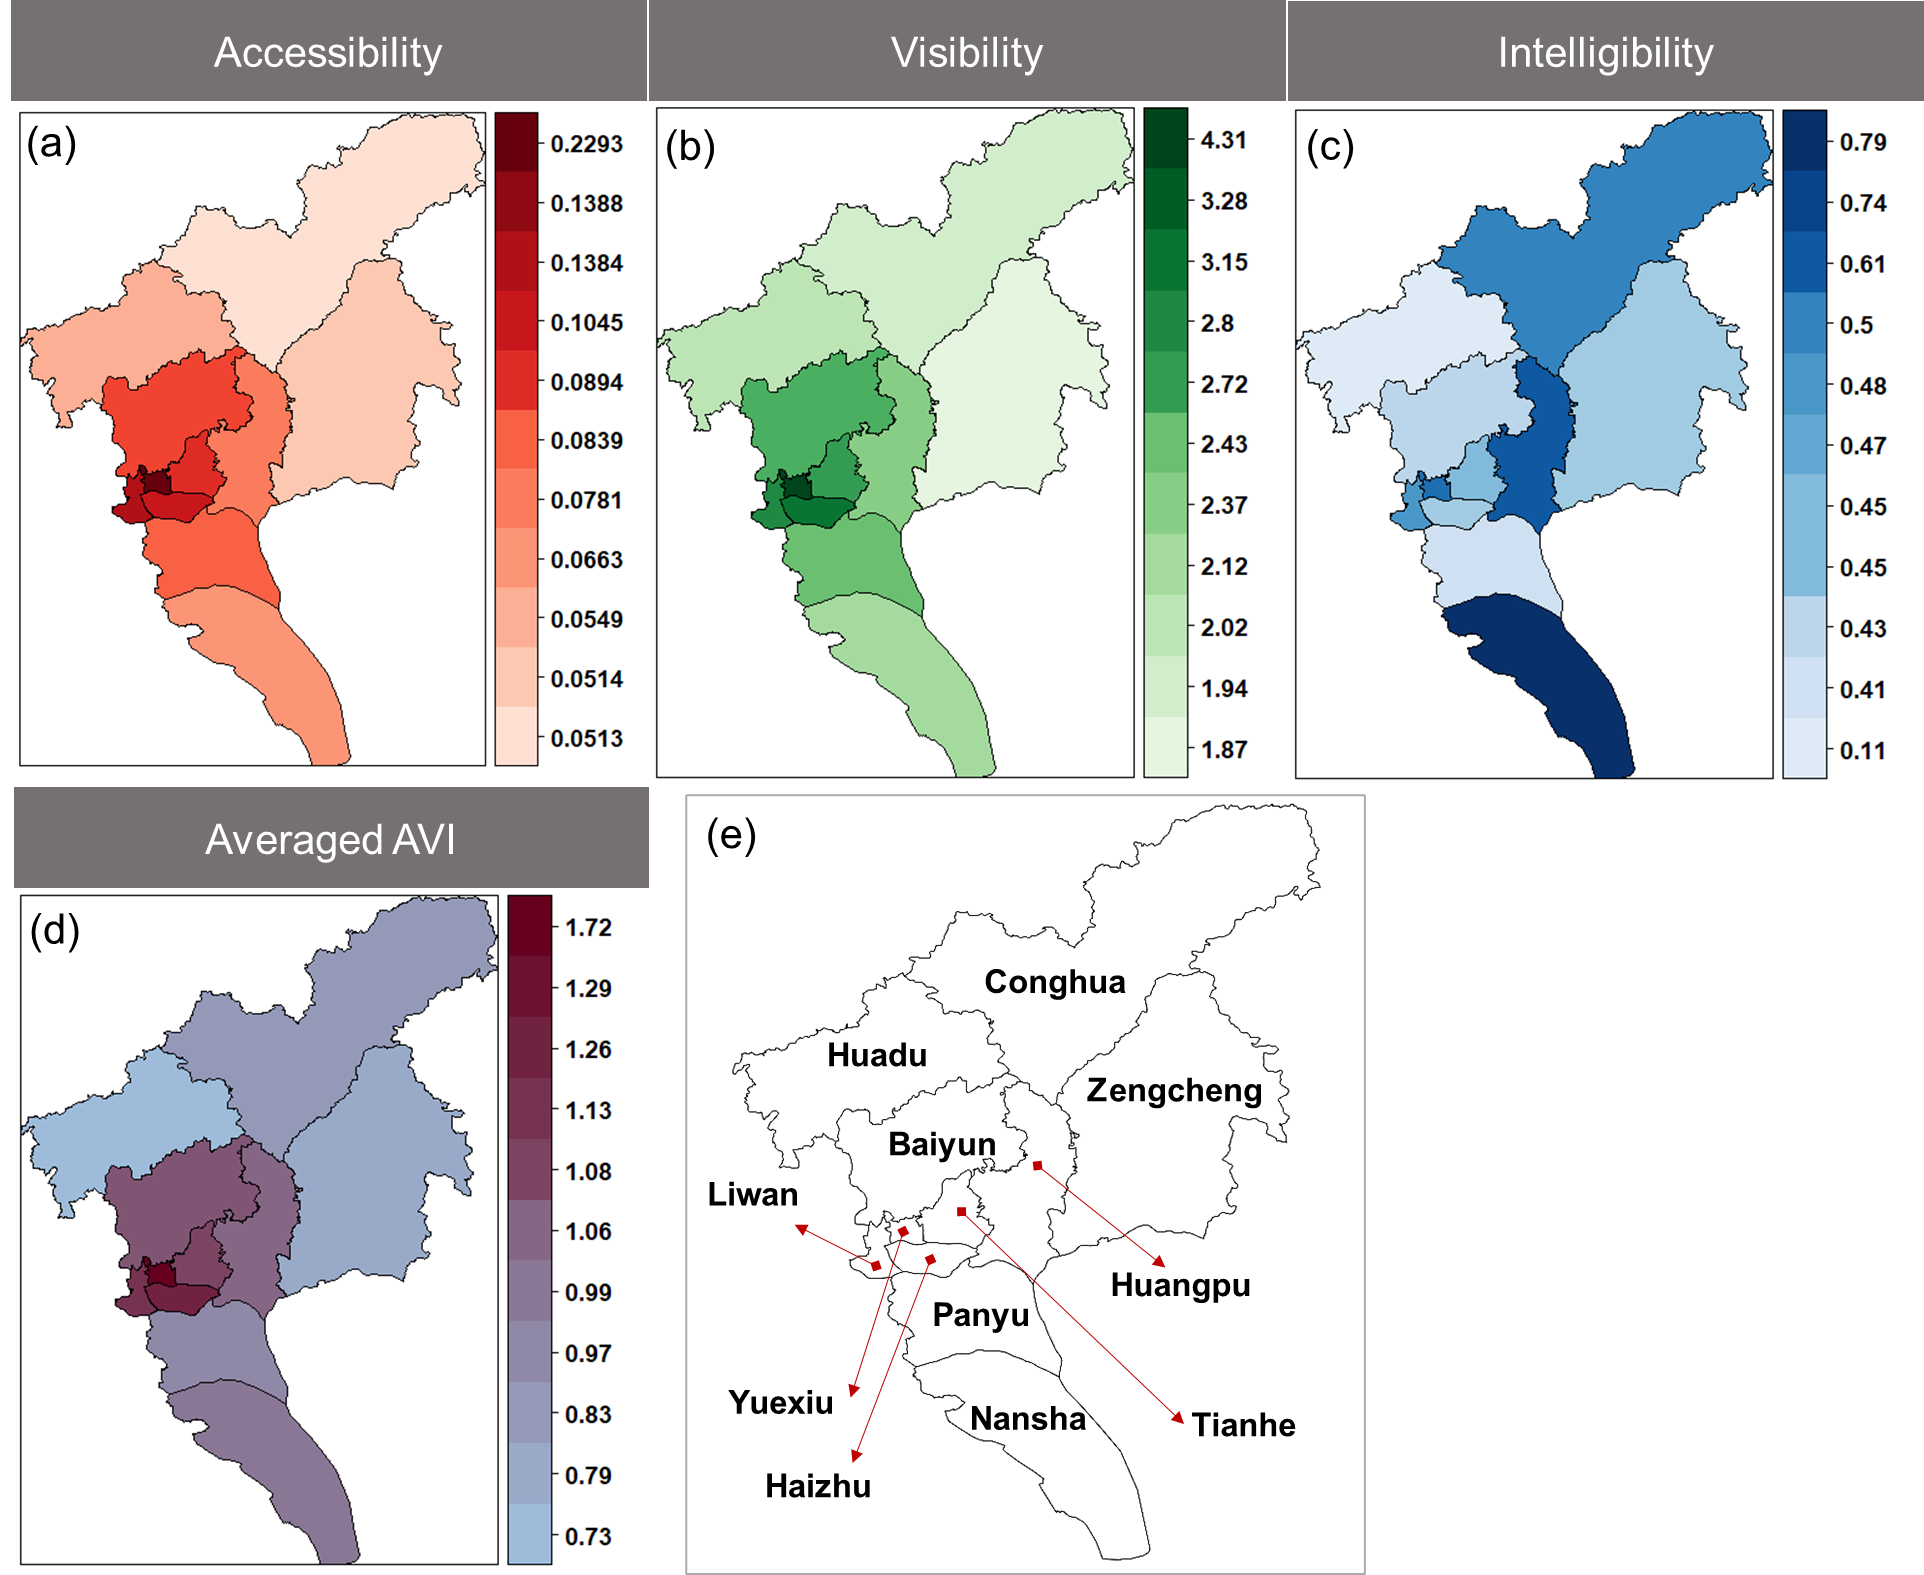 Accessibility
Visibility
Intelligibility
(a)
0.2293
0.1388
0.1384
0.1045
0.0894
0.0839
0.0781
0.0663
0.0549
0.0514
0.0513
(b)
4.31
3.28
3.15
2.8
2.72
2.43
2.37
2.12
2.02
1.94
1.87
(c)
0.79
0.74
0.61
0.5
0.48
0.47
0.45
0.45
0.43
0.41
0.11
Averaged AVI
(d)
1.72
1.29
1.26
1.13
1.08
1.06
0.99
0.97
0.83
0.79
0.73
(e)
Conghua
Huadu
Zengcheng
Baiyun
Liwan
Huangpu
Panyu
Yuexiu
Nansha
Tianhe
Haizhu